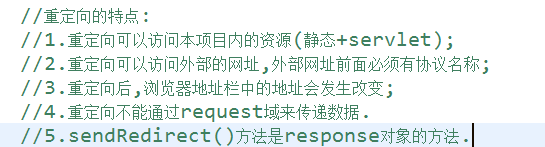 //重定向的特点:
//1.重定向可以访问本项目内的资源(静态+servlet);
//2.重定向可以访问外部的网址,外部网址前面必须有协议名称;
//3.重定向后,浏览器地址栏中的地址会发生改变;
//4.重定向不能通过request域来传递数据.
//5.sendRedirect()方法是response对象的方法.